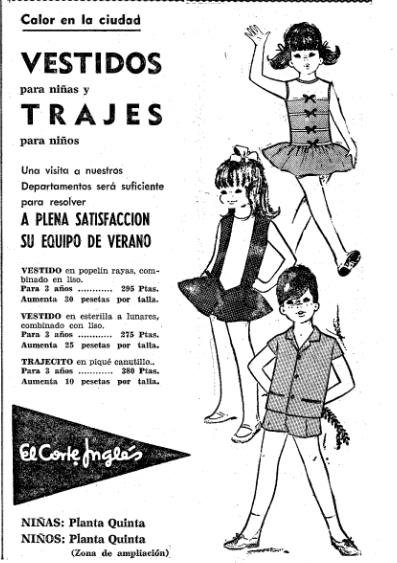 Calor en la ciudad
VESTIDOS
para niñas y
TRAJES
para niños
Una visita a nuestros
Departamentos será suficiente
para resolver
A PLENA SATISFACCION
SU EQUIPO DE VERANO
VESTIDO en popelín rayas, com-
binado en liso.
Para 3 años ............ 295 Ptas.
Aumenta 30 pesetas por talla.
VESTIDO en esterilla a lunares,
combinado con liso.
Para 3 años ............ 275 Ptas.
Aumenta 25 pesetas por talla.
TRAJECITO en piqué canutillo..
Para 3 años ............ 380 Ptas.
Aumenta 10 pesetas por talla.
El Corte Inglés
NIÑAS: Planta Quinta
NIÑOS: Planta Quinta
(Zona de ampliación)